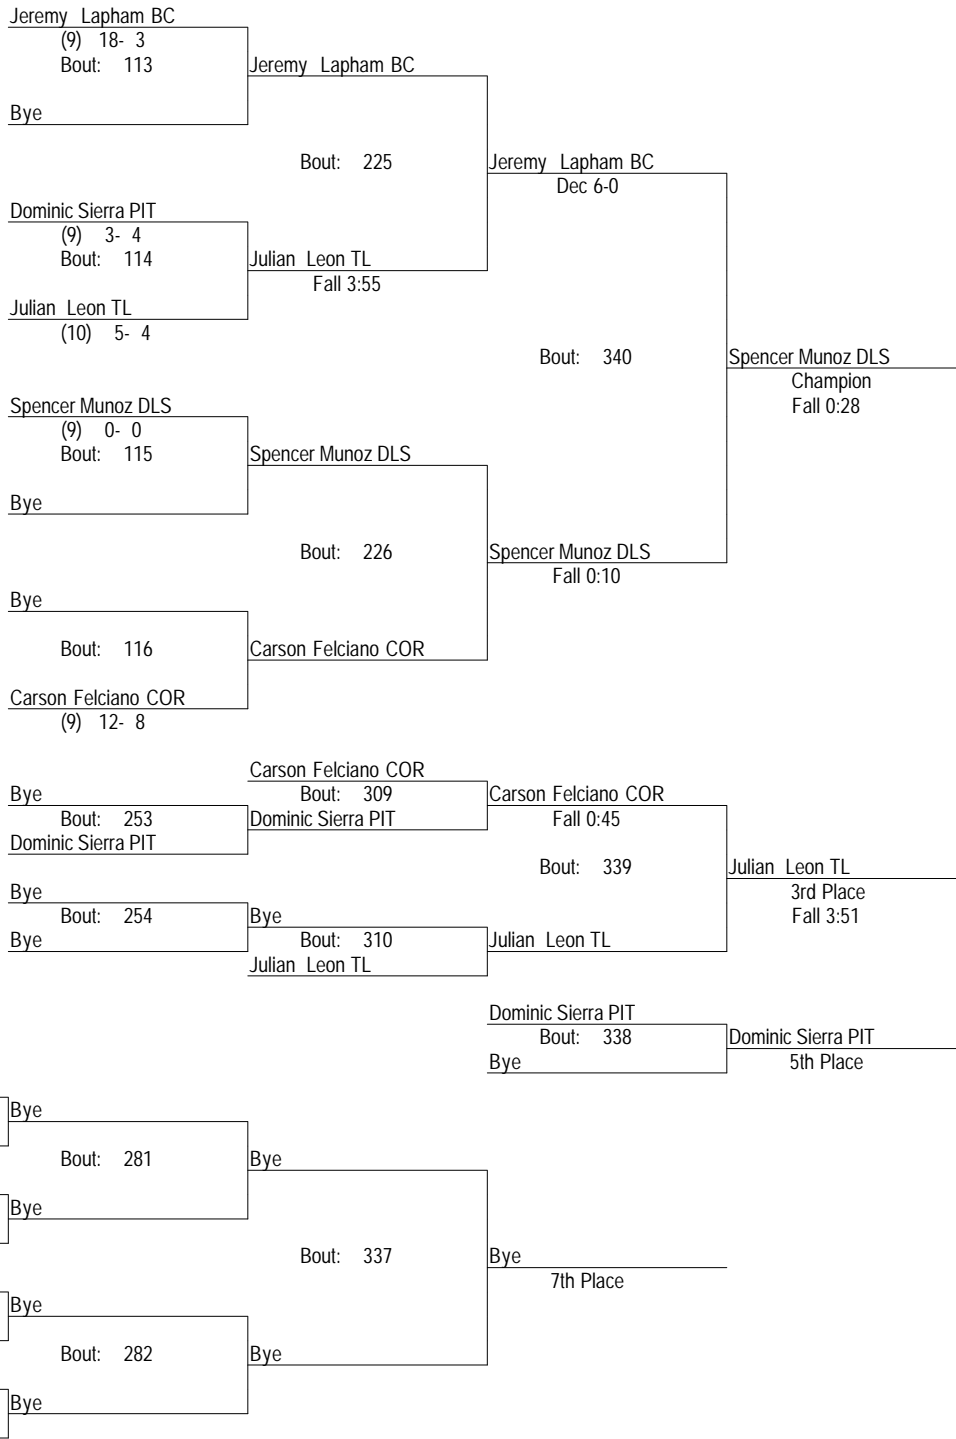 Jeremy Lapham BC
(9) 18- 3
Bout: 113
Jeremy Lapham BC
Bye
Bout: 225
Jeremy Lapham BC
Dec 6-0
Dominic Sierra PIT
(9) 3- 4
Bout: 114
Julian Leon TL
Fall 3:55
Julian Leon TL
(10) 5- 4
Bout: 340
Spencer Munoz DLS
Champion
Fall 0:28
Spencer Munoz DLS
(9) 0- 0
Bout: 115
Spencer Munoz DLS
Bye
Bout: 226
Spencer Munoz DLS
Fall 0:10
Bye
Bout: 116
Carson Felciano COR
Carson Felciano COR
(9) 12- 8
Carson Felciano COR
Bye
Bout: 309
Carson Felciano COR
Bout: 253
Dominic Sierra PIT
Fall 0:45
Dominic Sierra PIT
Bout: 339
Julian Leon TL
3rd Place
Fall 3:51
Bye
Bout: 254
Bye
Bye
Bout: 310
Julian Leon TL
Julian Leon TL
Dominic Sierra PIT
Bout: 338
Dominic Sierra PIT
Bye
5th Place
Bye
Bout: 281
Bye
Bye
Bout: 337
Bye
7th Place
Bye
Bout: 282
Bye
Bye